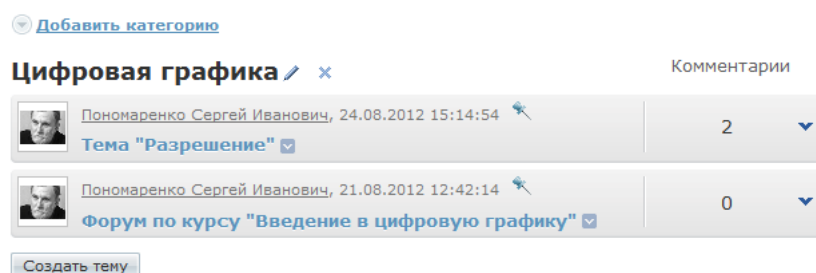 Добавить категорию
Цифровая графика
Комментарии
Пономаренко Сергей Иванович, 24.08.2012 15:14:54
Тема "Разрешение"
2
Пономаренко Сергей Иванович, 21.08.2012 12:42:14
Форум по курсу "Введение в цифровую графику"
0
Создать тему